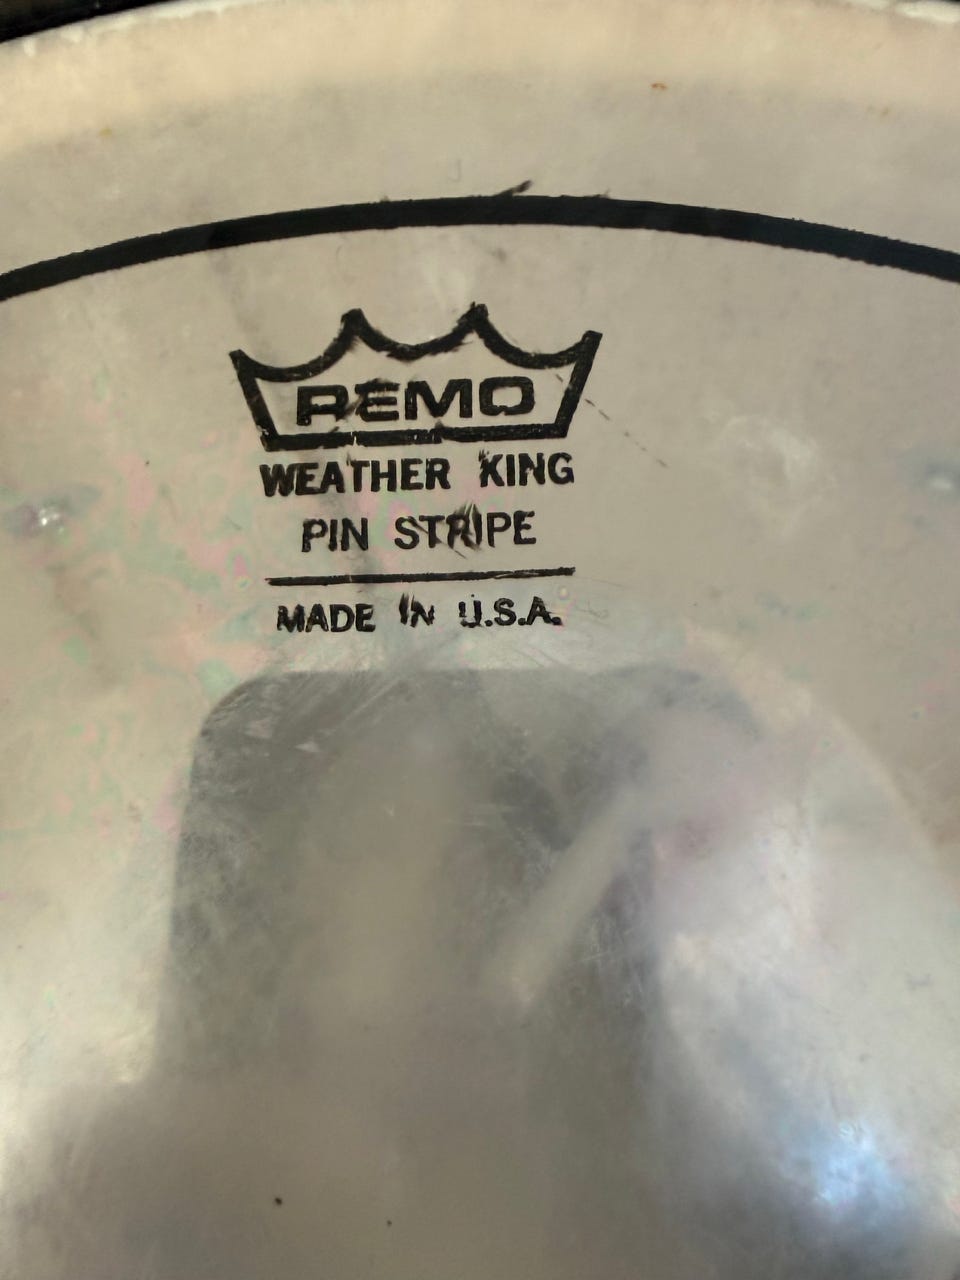 REMO
WEATHER KING
PIN STRIPE
MADE IN U.S.A.